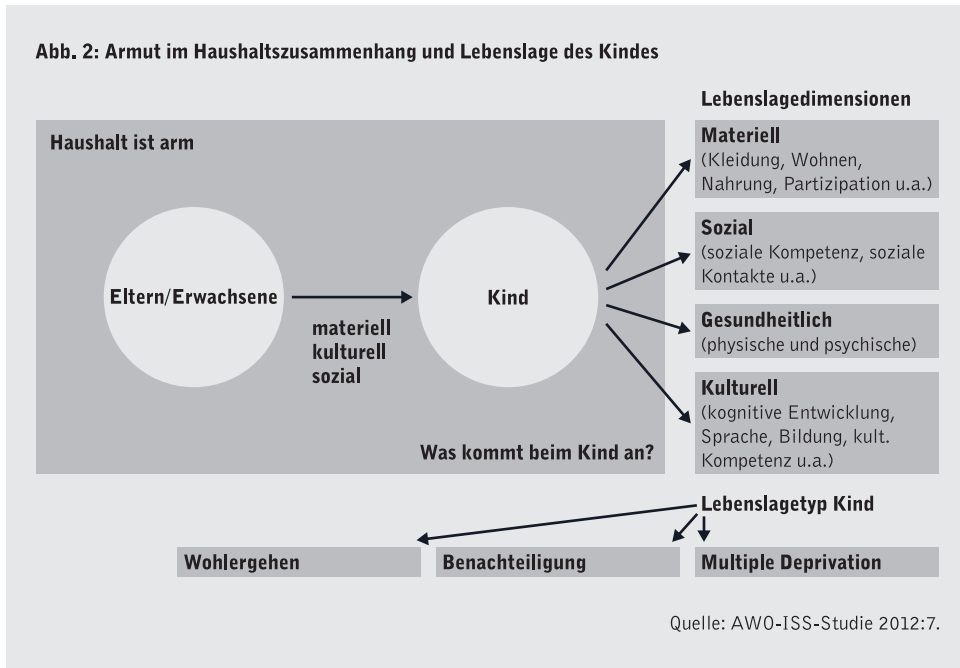 Abb. 2: Armut im Haushaltszusammenhang und Lebenslage des Kindes
Lebenslagedimensionen
Haushalt ist arm
Eltern/Erwachsene
materiell
kulturell
sozial
Kind
Was kommt beim Kind an?
Materiell
(Kleidung, Wohnen,
Nahrung, Partizipation u.a.)
Sozial
(soziale Kompetenz, soziale
Kontakte u.a.)
Gesundheitlich
(physische und psychische)
Kulturell
(kognitive Entwicklung,
Sprache, Bildung, kult.
Kompetenz u.a.)
Lebenslagetyp Kind
Wohlergehen
Benachteiligung
Multiple Deprivation
Quelle: AWO-ISS-Studie 2012:7.